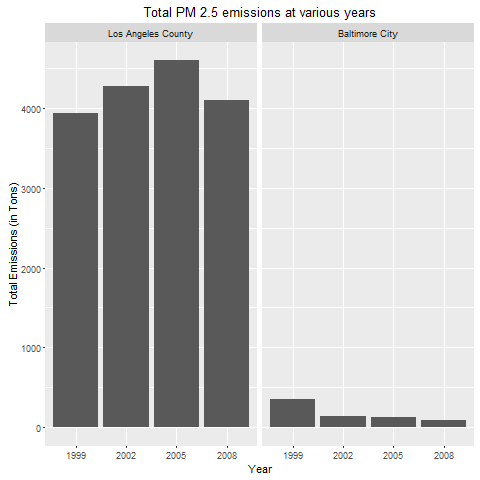 Total PM 2.5 emissions at various years
Los Angeles County
Baltimore City
Total Emissions (in Tons)
4000
3000
2000
1000
0
1999 2002 2005 2008
1999 2002 2005 2008
Year